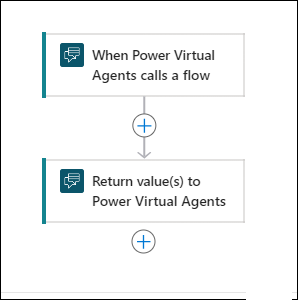 When Power Virtual
Agents calls a flow
Return value(s) to
Power Virtual Agents